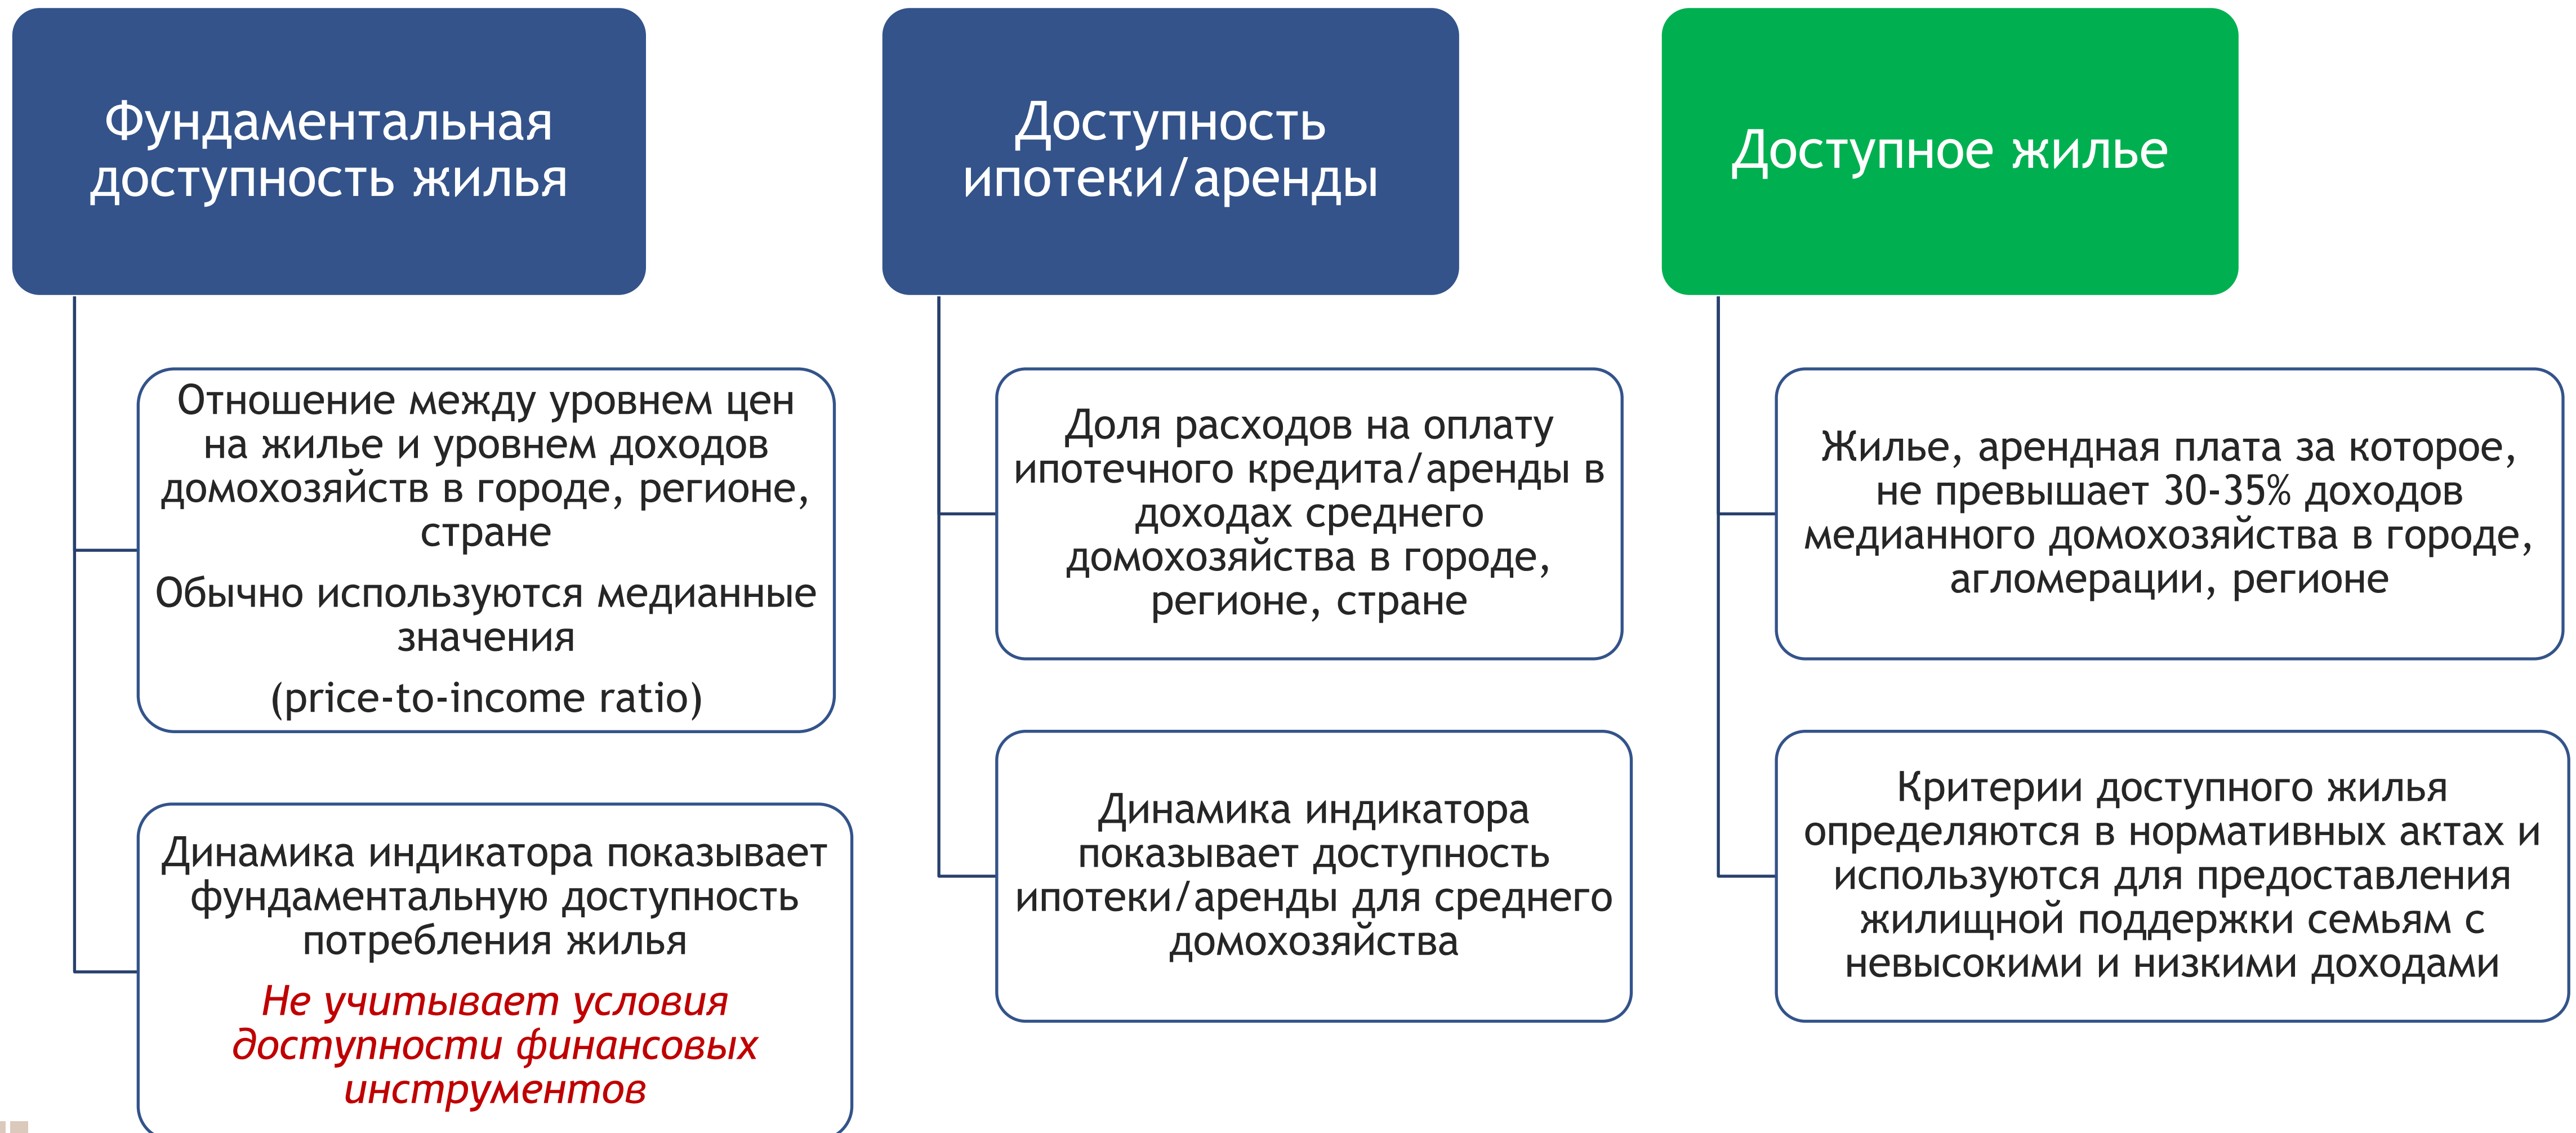 Фундаментальная
доступность жилья
Отношение между уровнем цен
на жилье и уровнем доходов
домохозяйств в городе, регионе,
стране
Обычно используются медианные
значения
(price-to-income ratio)
Динамика индикатора показывает
фундаментальную доступность
потребления жилья
Не учитывает условия
доступности финансовых
инструментов
Доступность
ипотеки/аренды
Доля расходов на оплату
ипотечного кредита/аренды в
доходах среднего
домохозяйства в городе,
регионе, стране
Динамика индикатора
показывает доступность
ипотеки/аренды для среднего
домохозяйства
Доступное жилье
Жилье, арендная плата за которое,
не превышает 30-35% доходов
медианного домохозяйства в городе,
агломерации, регионе
Критерии доступного жилья
определяются в нормативных актах и
используются для предоставления
жилищной поддержки семьям с
невысокими и низкими доходами